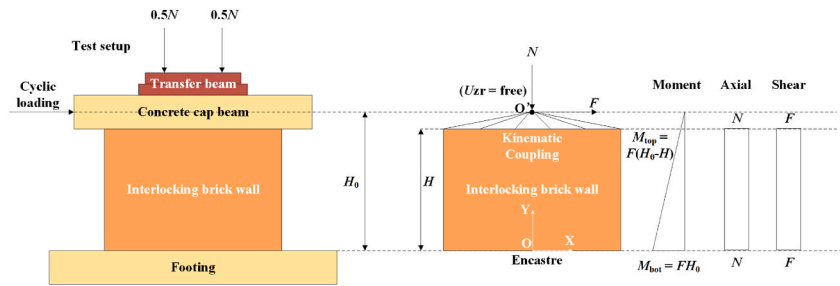 0.5N 0.5N
Test setup
Cyclic
loading
Transfer beam
Concrete cap beam
Interlocking brick wall
H₀
Footing
N
(Uzr = free)
O'
F
Kinematic
Coupling
H
Interlocking brick wall
Y
O
X
Encastre
Moment Axial Shear
N F
Mtop =
F(H₀-H)
Mbot = FH₀
N F